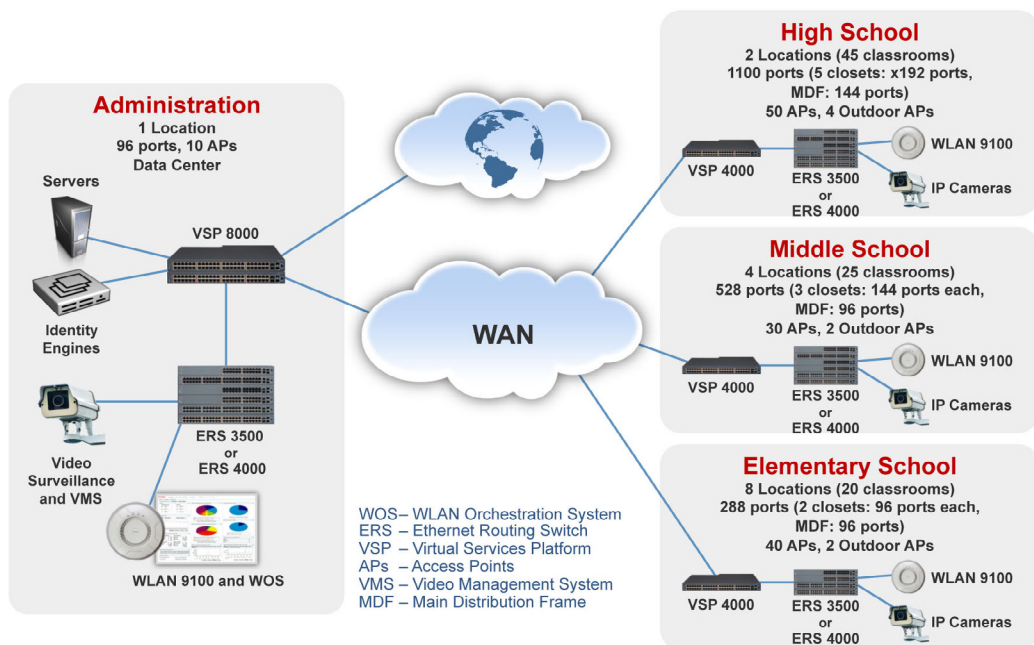 Administration
1 Location
96 ports, 10 APs
Data Center
Servers
VSP 8000
Identity
Engines
ERS 3500
or
ERS 4000
Video
Surveillance
and VMS
WLAN 9100 and WOS
WAN
WOS– WLAN Orchestration System
ERS – Ethernet Routing Switch
VSP – Virtual Services Platform
APs – Access Points
VMS – Video Management System
MDF – Main Distribution Frame
High School
2 Locations (45 classrooms)
1100 ports (5 closets: x192 ports,
MDF: 144 ports)
50 APs, 4 Outdoor APs
VSP 4000
ERS 3500
or
ERS 4000
WLAN 9100
IP Cameras
Middle School
4 Locations (25 classrooms)
528 ports (3 closets: 144 ports each,
MDF: 96 ports)
30 APs, 2 Outdoor APs
VSP 4000
ERS 3500
or
ERS 4000
WLAN 9100
IP Cameras
Elementary School
8 Locations (20 classrooms)
288 ports (2 closets: 96 ports each,
MDF: 96 ports)
40 APs, 2 Outdoor APs
VSP 4000
ERS 3500
or
ERS 4000
WLAN 9100
IP Cameras